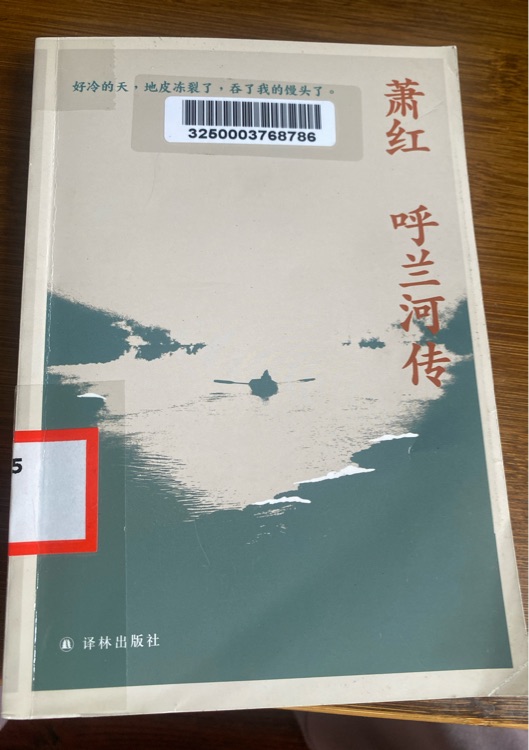 好冷的天，地皮冻裂了，吞了我的馒头了。
3250003768786
萧红 呼兰河传
5
译林出版社